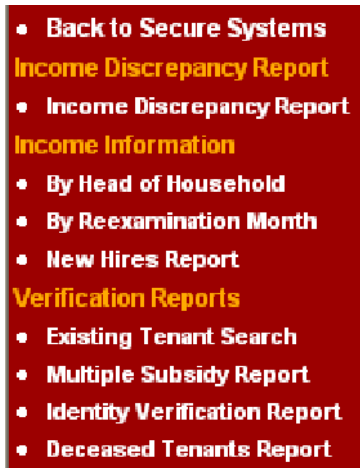 • Back to Secure Systems
Income Discrepancy Report
• Income Discrepancy Report
Income Information
• By Head of Household
• By Reexamination Month
• New Hires Report
Verification Reports
• Existing Tenant Search
• Multiple Subsidy Report
• Identity Verification Report
• Deceased Tenants Report